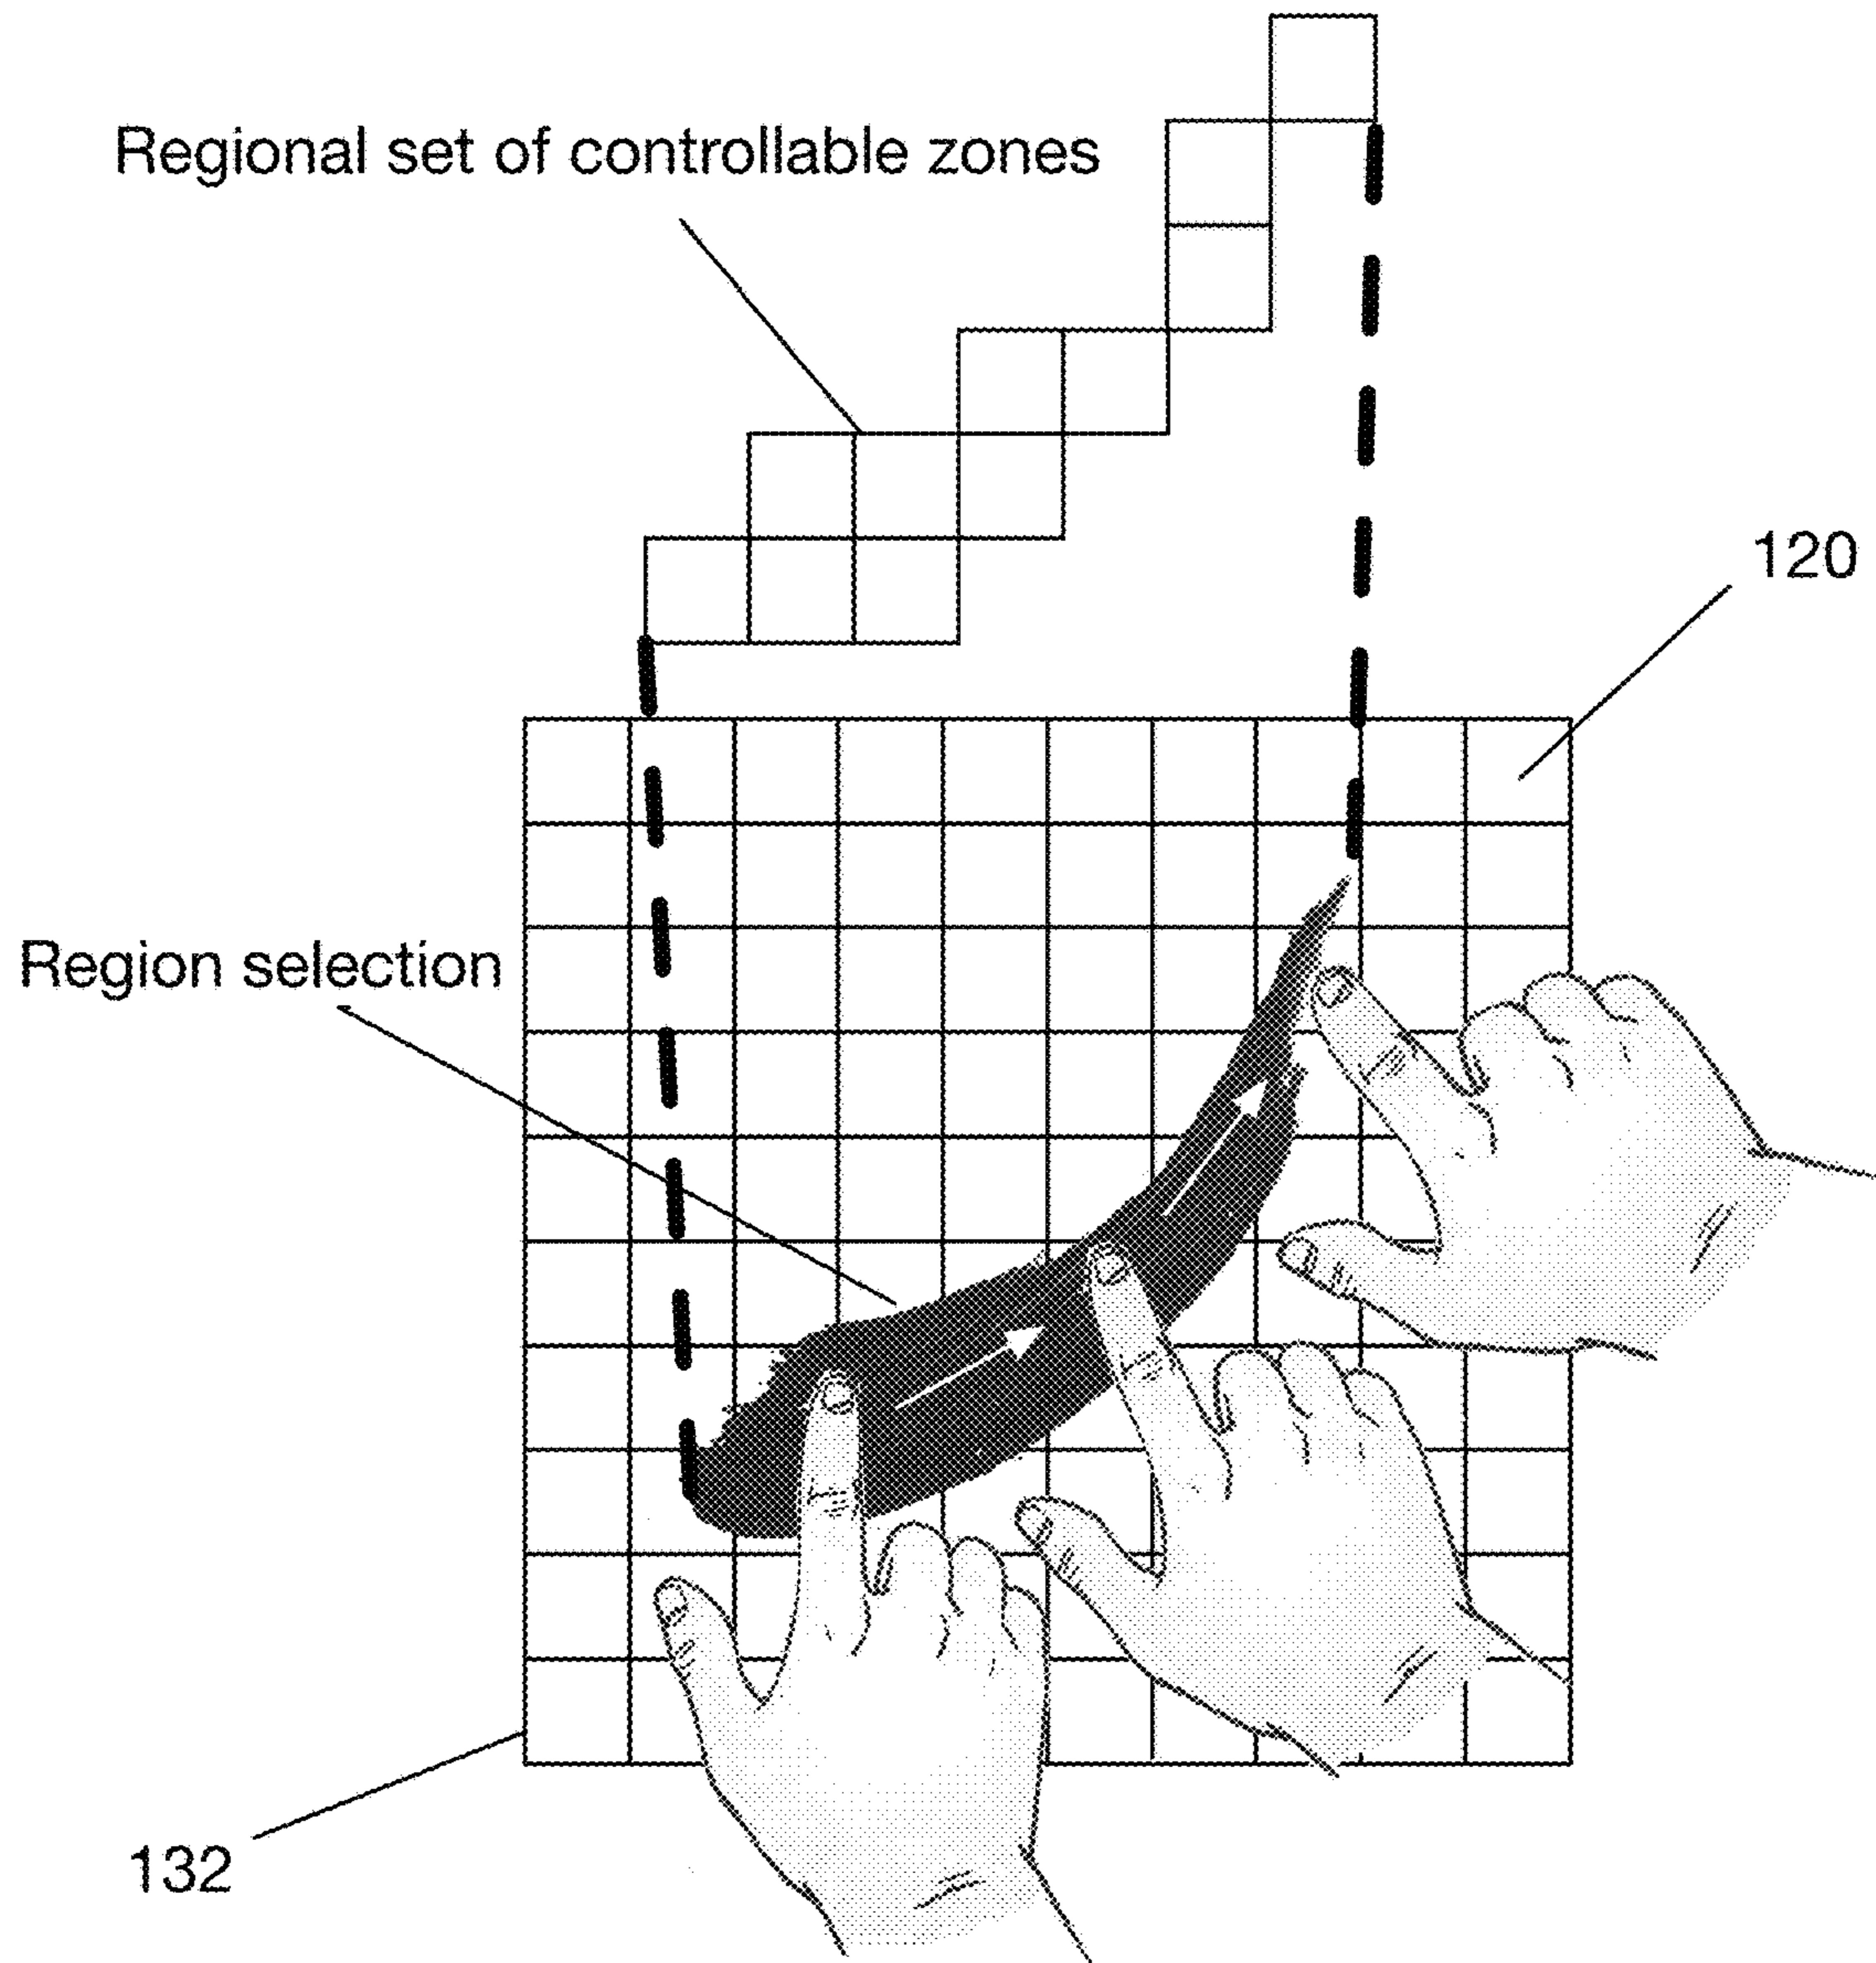 Regional set of controllable zones
120
Region selection
132